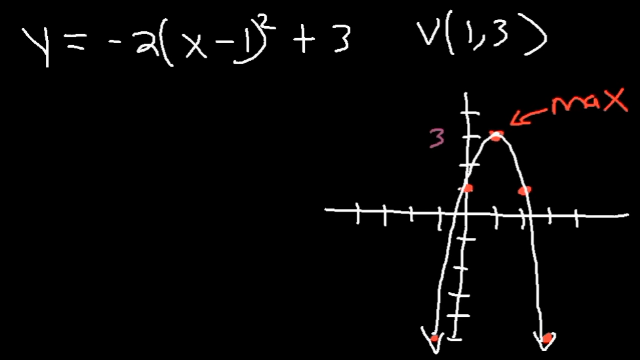 y = -2(x-1)² + 3 V(1,3)
max
3